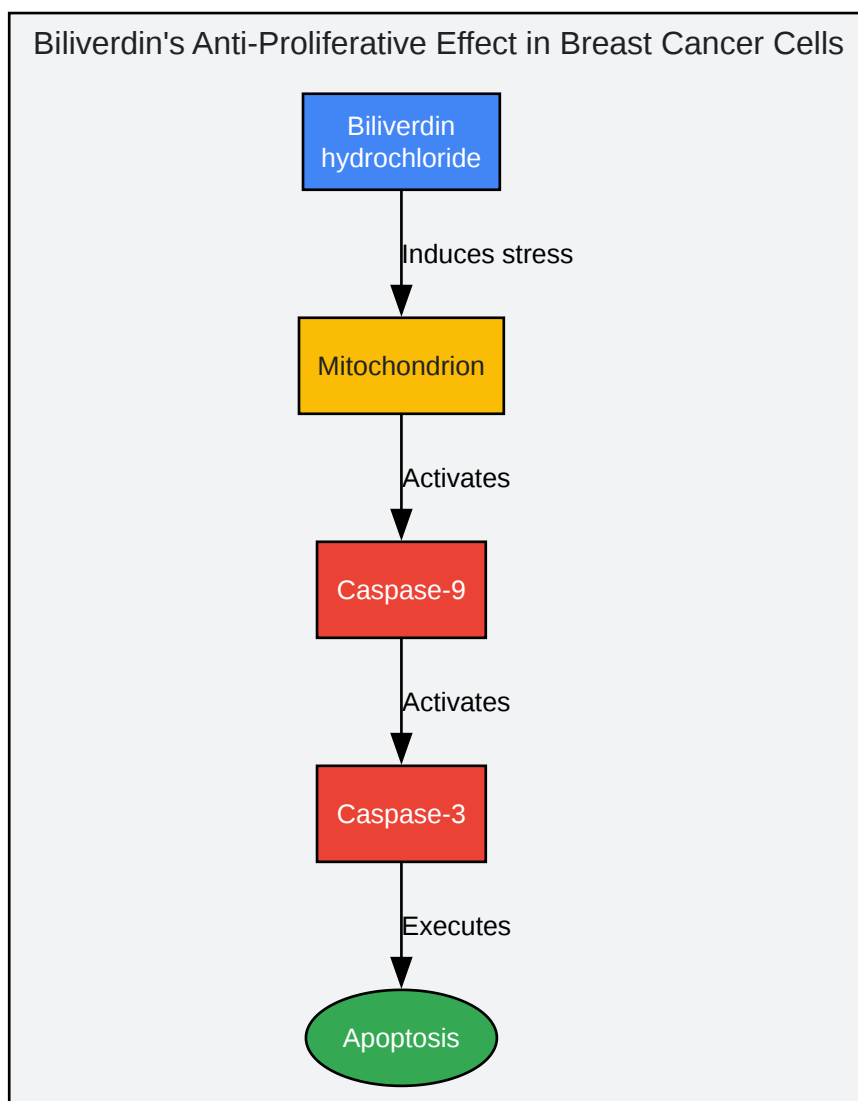 Biliverdin's Anti-Proliferative Effect in Breast Cancer Cells
Biliverdin
hydrochloride
Induces stress
Mitochondrion
Activates
Caspase-9
Activates
Caspase-3
Executes
Apoptosis